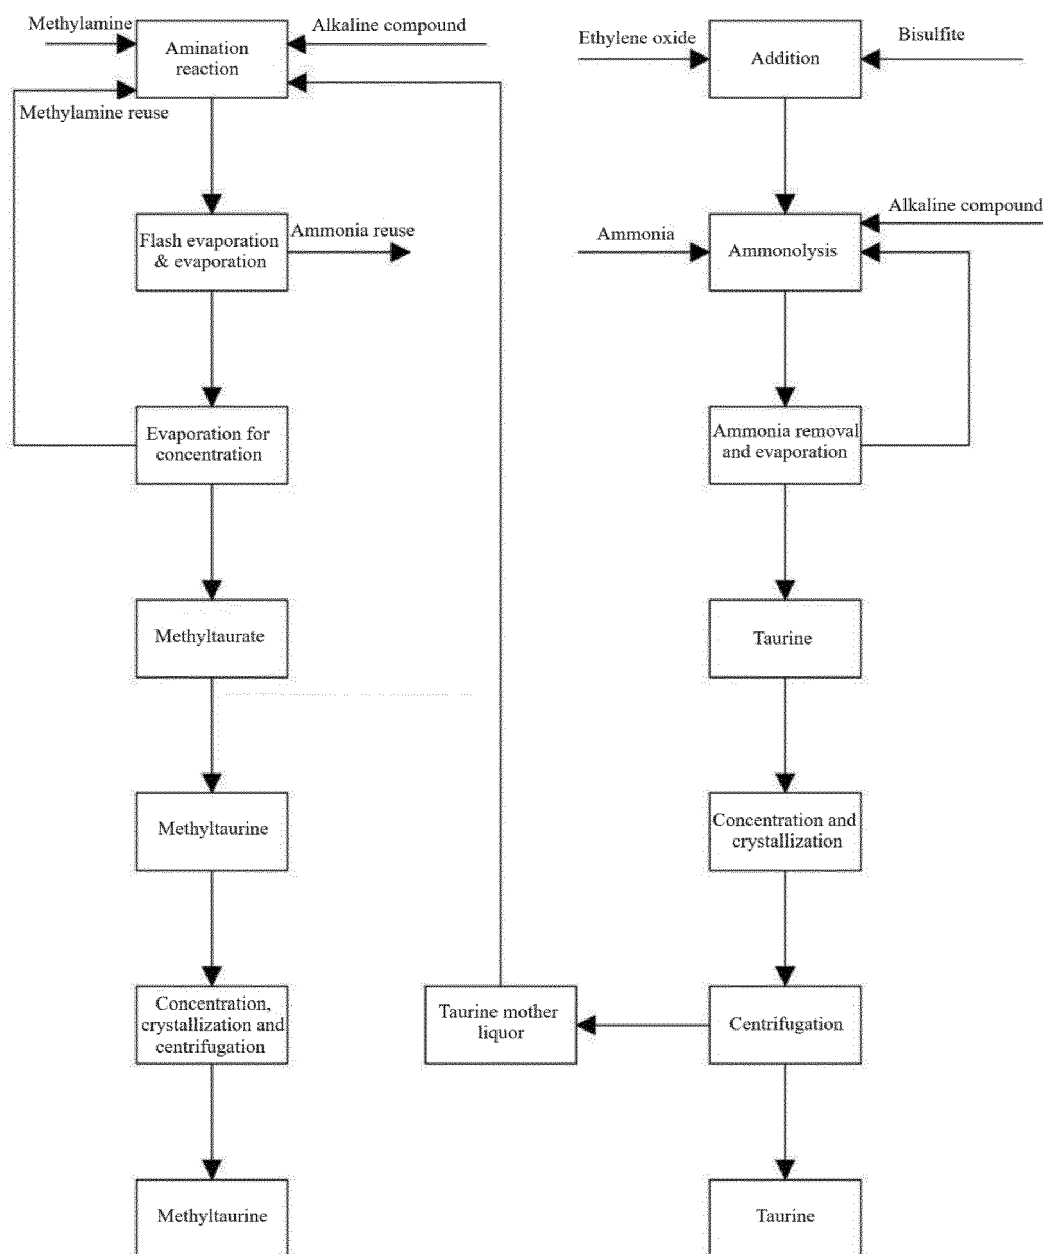 Methylamine
Alkaline compound
Amination
reaction
Methylamine reuse
Flash evaporation
& evaporation
Ammonia reuse
Evaporation for
concentration
Methyltaurate
Methyltaurine
Concentration,
crystallization and
centrifugation
Methyltaurine
Taurine mother
liquor
Ethylene oxide
Bisulfite
Addition
Alkaline compound
Ammonia
Ammonolysis
Ammonia removal
and evaporation
Taurine
Concentration and
crystallization
Centrifugation
Taurine